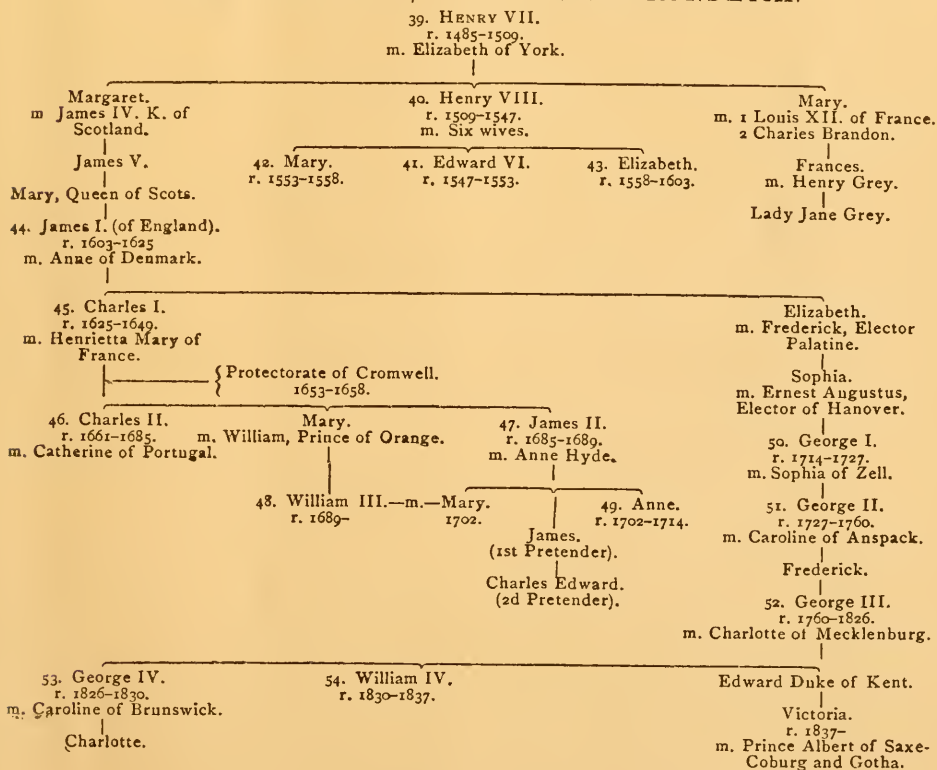 39. HENRY VII.
r. 1485–1509.
m. Elizabeth of York.
Margaret.
m James IV. K. of
Scotland.
James V.
Mary, Queen of Scots.
44. James I. (of England).
r. 1603–1625
m. Anne of Denmark.
40. Henry VIII.
r. 1509–1547.
m. Six wives.
42. Mary.
r. 1553–1558.
41. Edward VI.
r. 1547–1553.
43. Elizabeth.
r. 1558–1603.
Mary.
m. 1 Louis XII. of France.
2 Charles Brandon.
Frances.
m. Henry Grey.
Lady Jane Grey.
45. Charles I.
r. 1625–1649.
m. Henrietta Mary of
France.
Protectorate of Cromwell.
1653–1658.
Elizabeth.
m. Frederick, Elector
Palatine.
Sophia.
m. Ernest Augustus,
Elector of Hanover.
50. George I.
r. 1714–1727.
m. Sophia of Zell.
51. George II.
r. 1727–1760.
m. Caroline of Anspack.
Frederick.
52. George III.
r. 1760–1826.
m. Charlotte of Mecklenburg.
46. Charles II.
r. 1661–1685.
m. Catherine of Portugal.
Mary.
m. William, Prince of Orange.
47. James II.
r. 1685–1689.
m. Anne Hyde.
48. William III.—m.—Mary.
r. 1689– 1702.
49. Anne.
r. 1702–1714.
James.
(1st Pretender).
Charles Edward.
(2d Pretender).
53. George IV.
r. 1826–1830.
m. Caroline of Brunswick.
Charlotte.
54. William IV.
r. 1830–1837.
Edward Duke of Kent.
Victoria.
r. 1837–
m. Prince Albert of Saxe-
Coburg and Gotha.